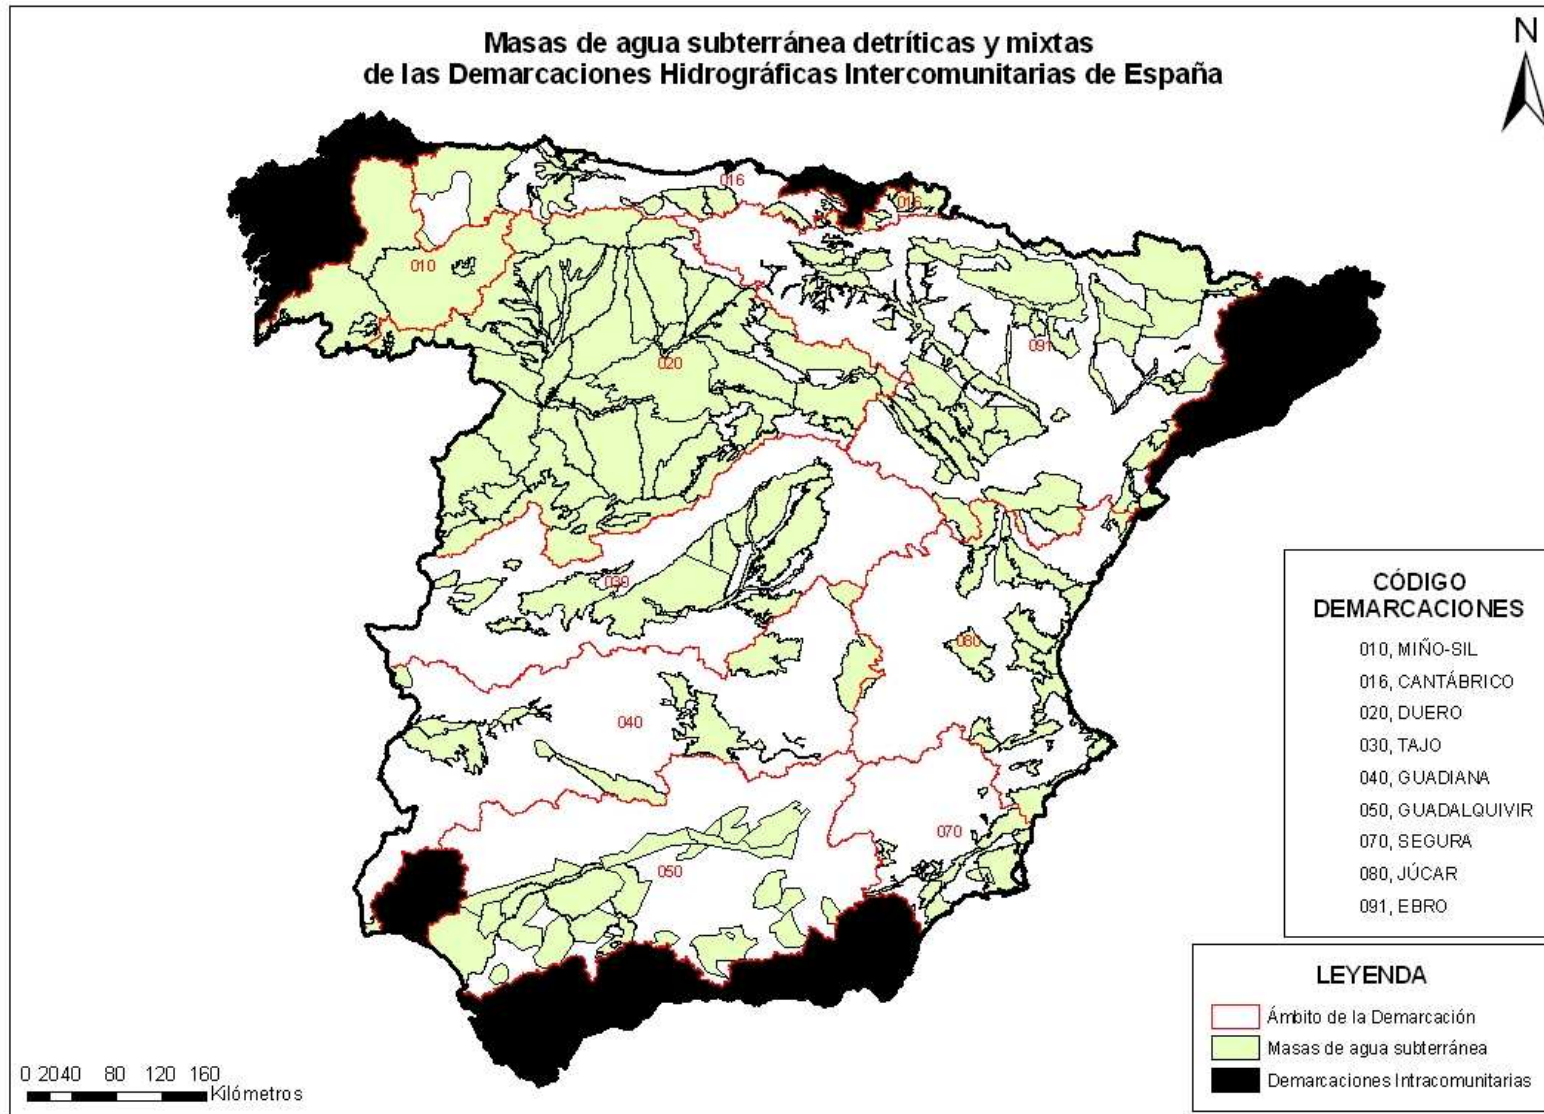 Masas de agua subterránea detríticas y mixtas
de las Demarcaciones Hidrográficas Intercomunitarias de España
N
016
016
010
091
020
030
080
040
070
050
CÓDIGO
DEMARCACIONES
010, MIÑO-SIL
016, CANTÁBRICO
020, DUERO
030, TAJO
040, GUADIANA
050, GUADALQUIVIR
070, SEGURA
080, JÚCAR
091, EBRO
LEYENDA
Ámbito de la Demarcación
Masas de agua subterránea
Demarcaciones Intracomunitarias
0 20 40 80 120 160
Kilómetros